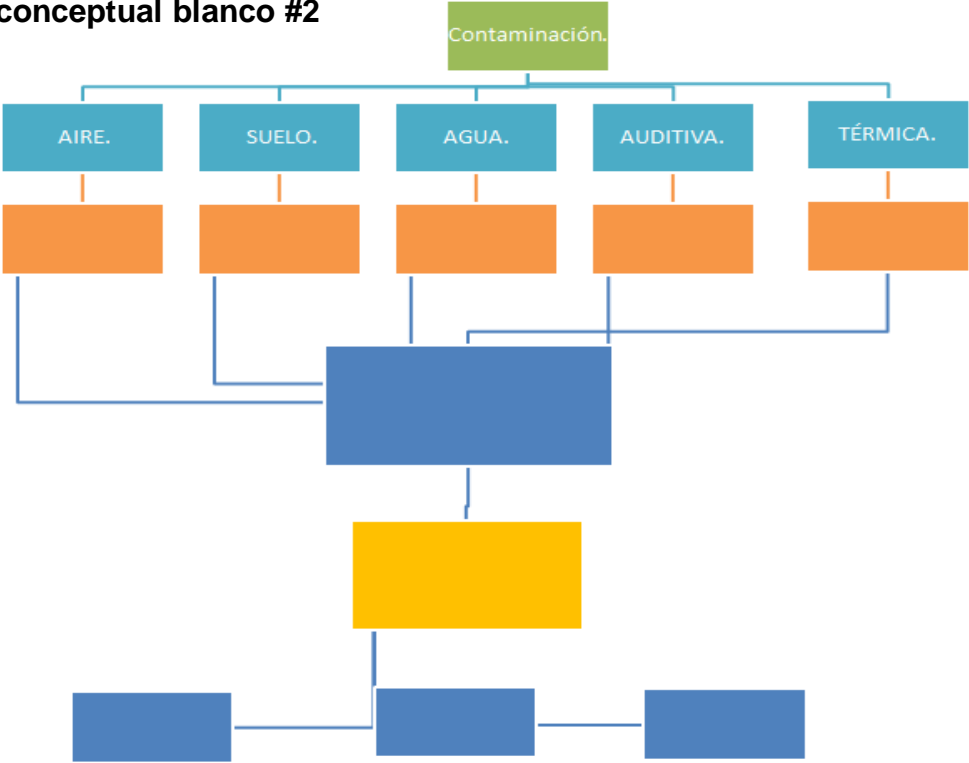 conceptual blanco #2
Contaminación.
AIRE.
SUELO.
AGUA.
AUDITIVA.
TÉRMICA.